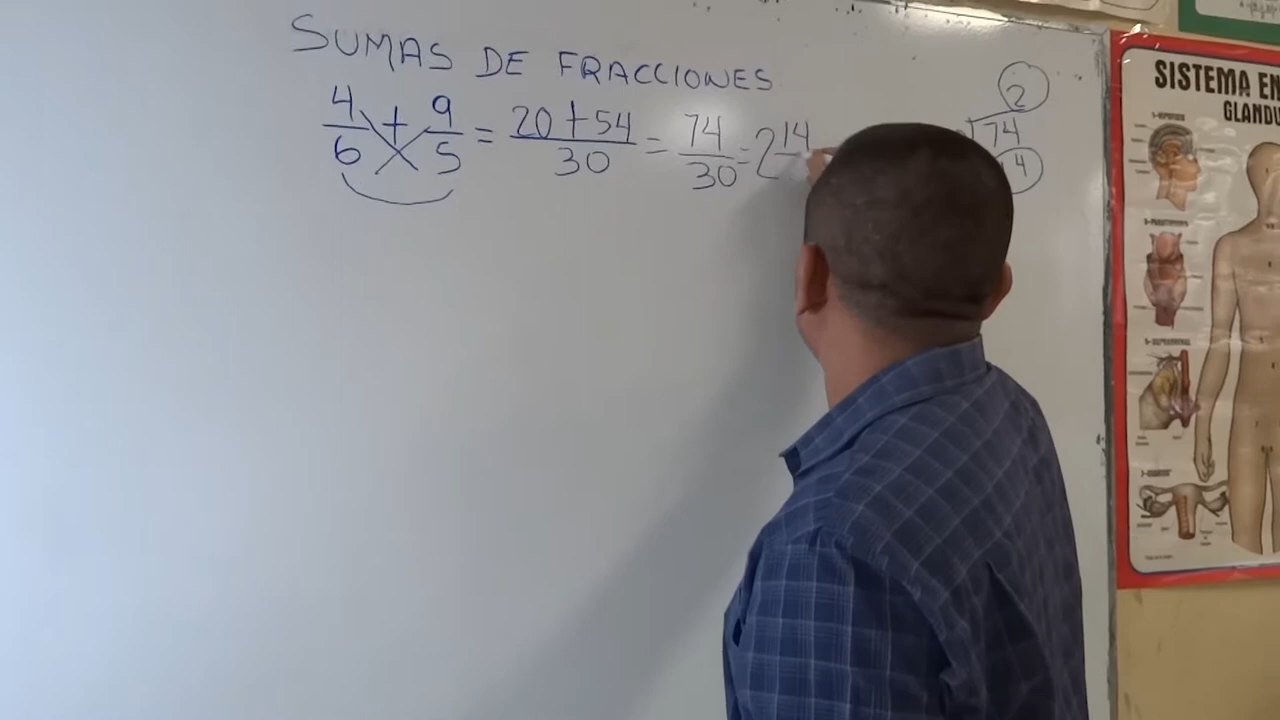 SUMAS DE FRACCIONES
4/6 + 9/5 = 20+54/30 = 74/30 = 2 14
2
74
4
SISTEMA EN
GLANDU